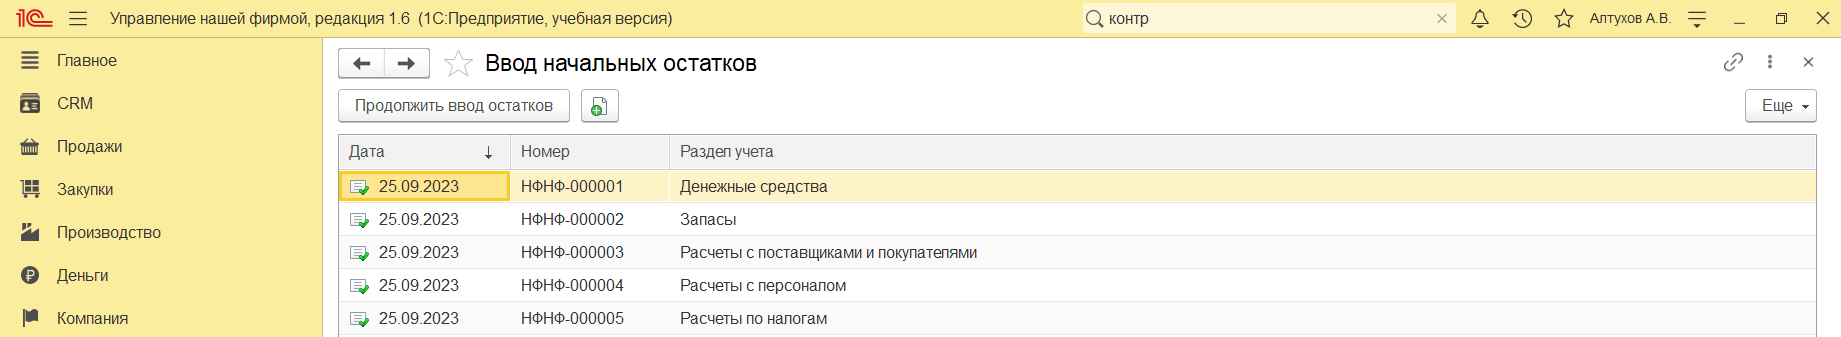 1С Управление нашей фирмой, редакция 1.6 (1С:Предприятие, учебная версия) контр Алтухов А.В.
Главное
CRM
Продажи
Закупки
Производство
Деньги
Компания
Ввод начальных остатков
Продолжить ввод остатков Еще
Дата Номер Раздел учета
25.09.2023 НФНФ-000001 Денежные средства
25.09.2023 НФНФ-000002 Запасы
25.09.2023 НФНФ-000003 Расчеты с поставщиками и покупателями
25.09.2023 НФНФ-000004 Расчеты с персоналом
25.09.2023 НФНФ-000005 Расчеты по налогам